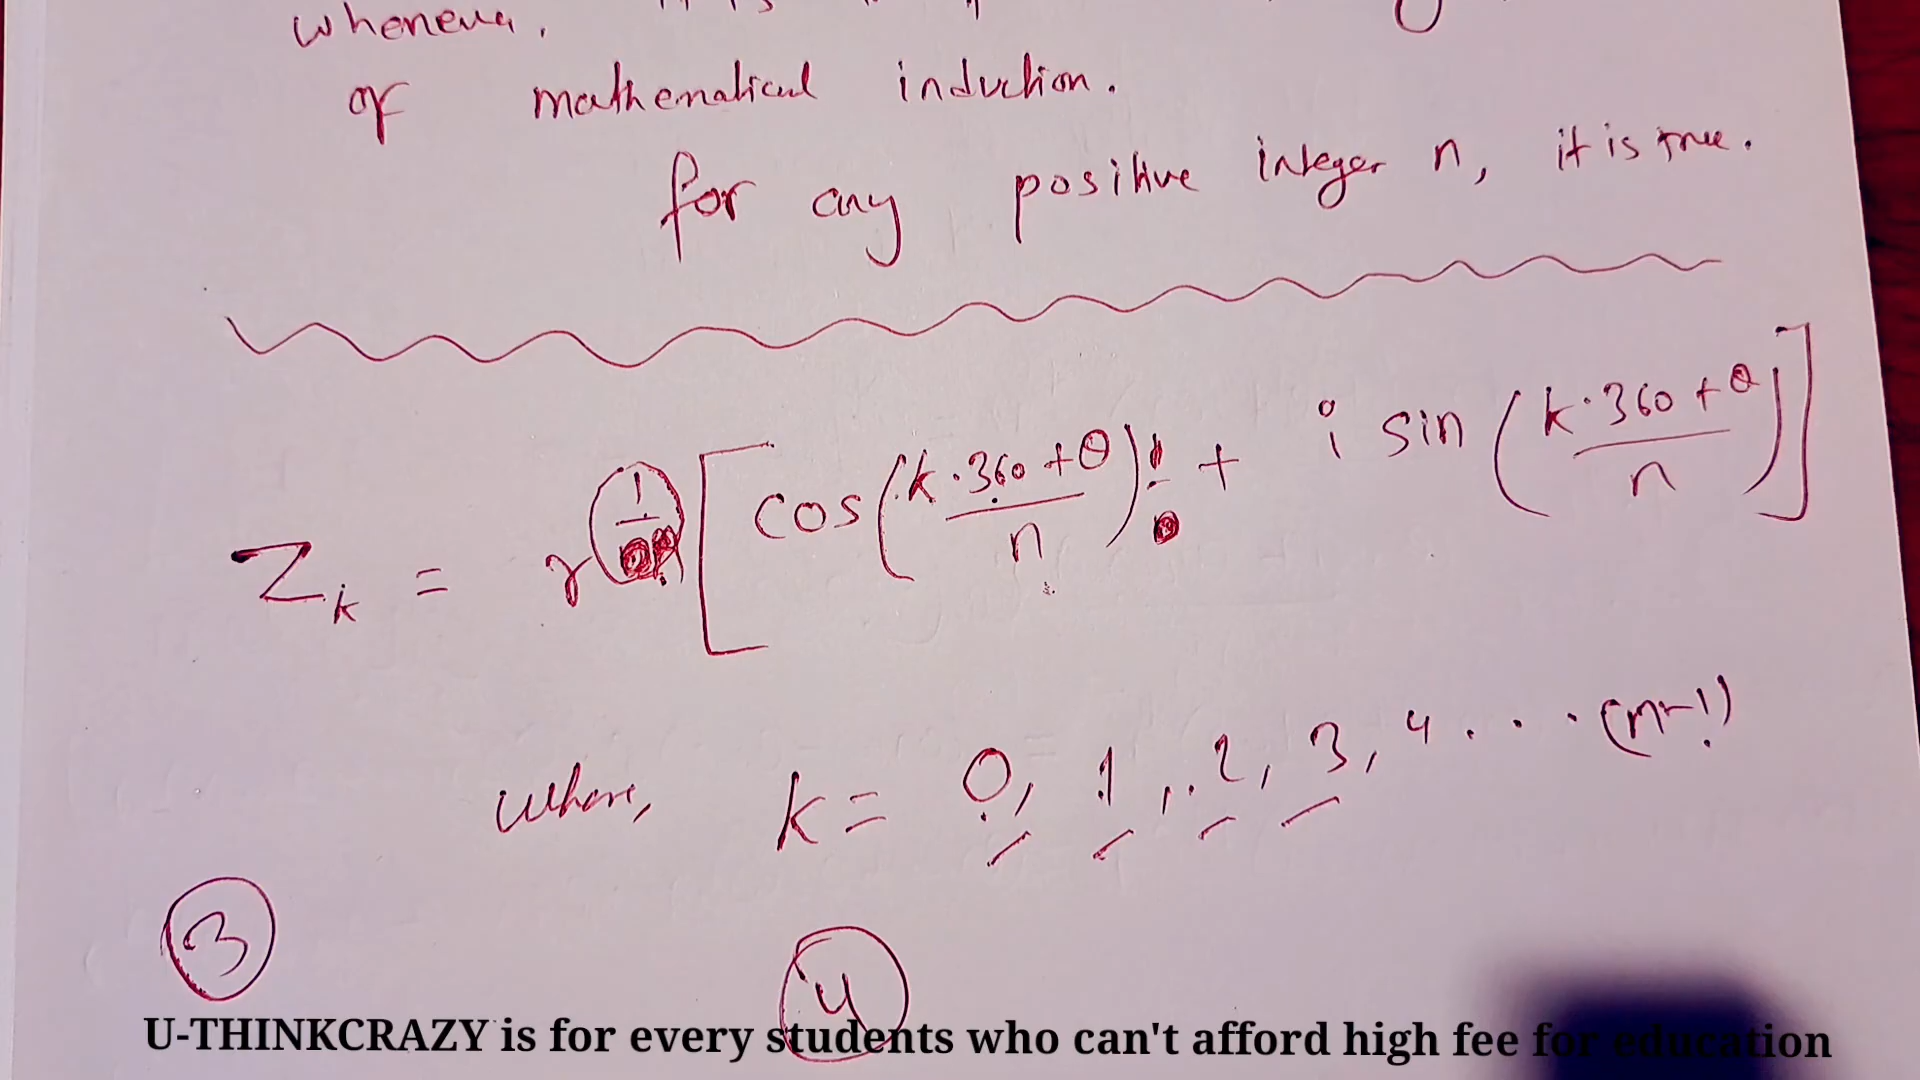 whenever,
of mathematical induction.
for any positive integer n, it is true.
Z_k = r^(1/n) [cos((k·360+θ)/n) + i sin((k·360+θ)/n)]
where, k = 0, 1, 2, 3, 4 . . . (n-1)
3 4
U-THINKCRAZY is for every students who can't afford high fee for education